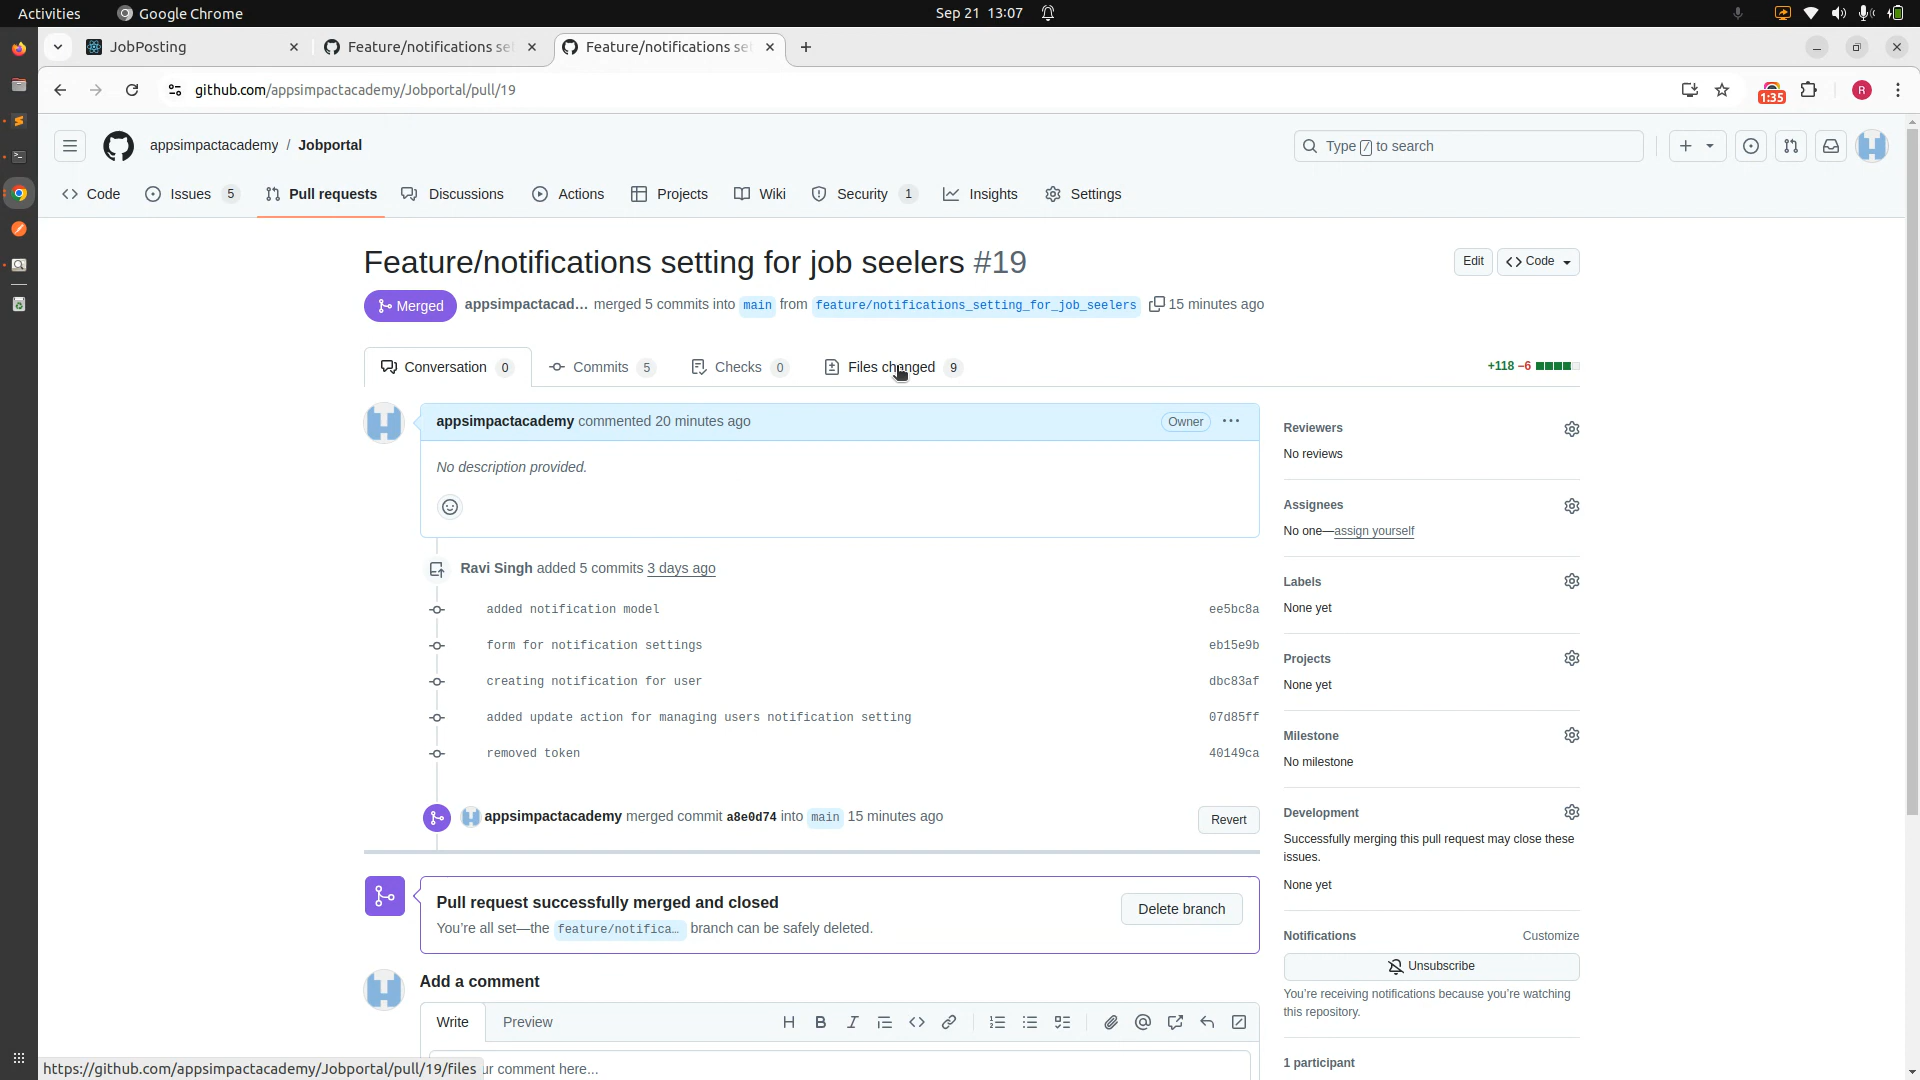 Activities
Google Chrome
Sep 21 13:07
JobPosting
Feature/notifications se
Feature/notifications se
github.com/appsimpactacademy/Jobportal/pull/19
1:35
R
appsimpactacademy / Jobportal
Type / to search
Code
Issues 5
Pull requests
Discussions
Actions
Projects
Wiki
Security 1
Insights
Settings
Feature/notifications setting for job seelers #19
Edit
Code
Merged
appsimpactacad... merged 5 commits into main from feature/notifications_setting_for_job_seelers 15 minutes ago
Conversation 0
Commits 5
Checks 0
Files changed 9
+118 −6
appsimpactacademy commented 20 minutes ago
Owner
No description provided.
Ravi Singh added 5 commits 3 days ago
added notification model ee5bc8a
form for notification settings eb15e9b
creating notification for user dbc83af
added update action for managing users notification setting 07d85ff
removed token 40149ca
appsimpactacademy merged commit a8e0d74 into main 15 minutes ago
Revert
Pull request successfully merged and closed
You’re all set—the feature/notifica… branch can be safely deleted.
Delete branch
Add a comment
Write
Preview
ur comment here...
Reviewers
No reviews
Assignees
No one—assign yourself
Labels
None yet
Projects
None yet
Milestone
No milestone
Development
Successfully merging this pull request may close these
issues.
None yet
Notifications
Customize
Unsubscribe
You’re receiving notifications because you’re watching
this repository.
1 participant
https://github.com/appsimpactacademy/Jobportal/pull/19/files